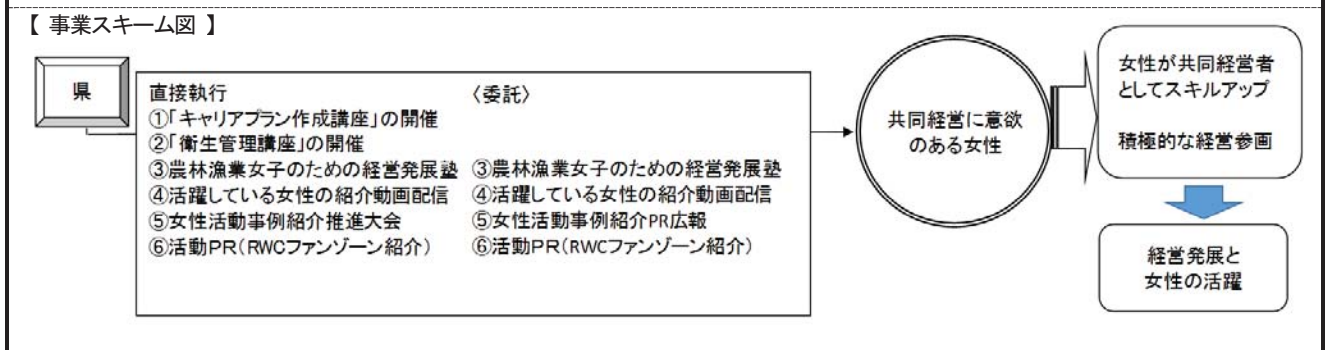 【 事業スキーム図 】
県
直接執行
①「キャリアプラン作成講座」の開催
②「衛生管理講座」の開催
③農林漁業女子のための経営発展塾
④活躍している女性の紹介動画配信
⑤女性活動事例紹介推進大会
⑥活動PR(RWCファンゾーン紹介)
〈委託〉
③農林漁業女子のための経営発展塾
④活躍している女性の紹介動画配信
⑤女性活動事例紹介PR広報
⑥活動PR(RWCファンゾーン紹介)
共同経営に意欲
のある女性
女性が共同経営者
としてスキルアップ
積極的な経営参画
経営発展と
女性の活躍